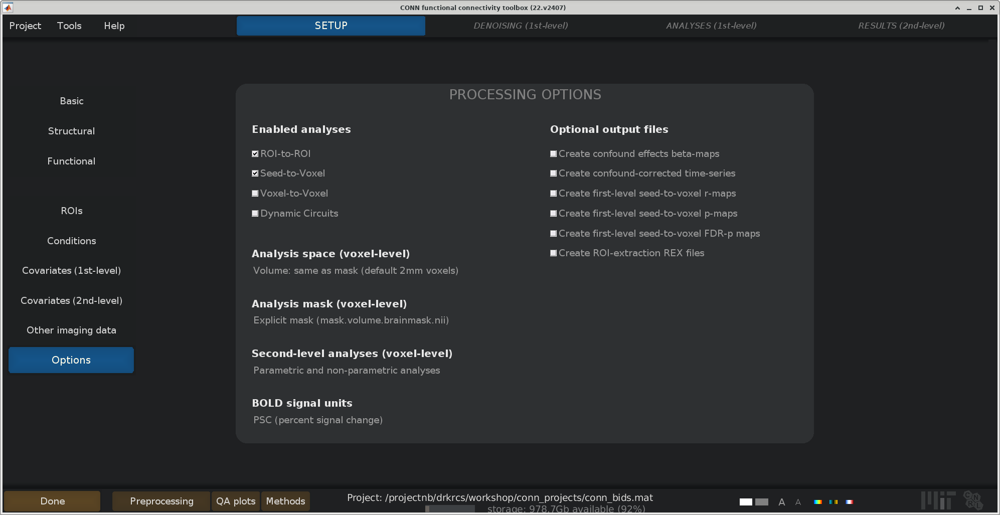 CONN functional connectivity toolbox (22.v2407)
Project Tools Help SETUP DENOISING (1st-level) ANALYSES (1st-level) RESULTS (2nd-level)
Basic
Structural
Functional
ROIs
Conditions
Covariates (1st-level)
Covariates (2nd-level)
Other imaging data
Options
PROCESSING OPTIONS
Enabled analyses
ROI-to-ROI
Seed-to-Voxel
Voxel-to-Voxel
Dynamic Circuits
Analysis space (voxel-level)
Volume: same as mask (default 2mm voxels)
Analysis mask (voxel-level)
Explicit mask (mask.volume.brainmask.nii)
Second-level analyses (voxel-level)
Parametric and non-parametric analyses
BOLD signal units
PSC (percent signal change)
Optional output files
Create confound effects beta-maps
Create confound-corrected time-series
Create first-level seed-to-voxel r-maps
Create first-level seed-to-voxel p-maps
Create first-level seed-to-voxel FDR-p maps
Create ROI-extraction REX files
Done Preprocessing QA plots Methods
Project: /projectnb/drkrcs/workshop/conn_projects/conn_bids.mat
storage: 978.7Gb available (92%)
A A
CNRL